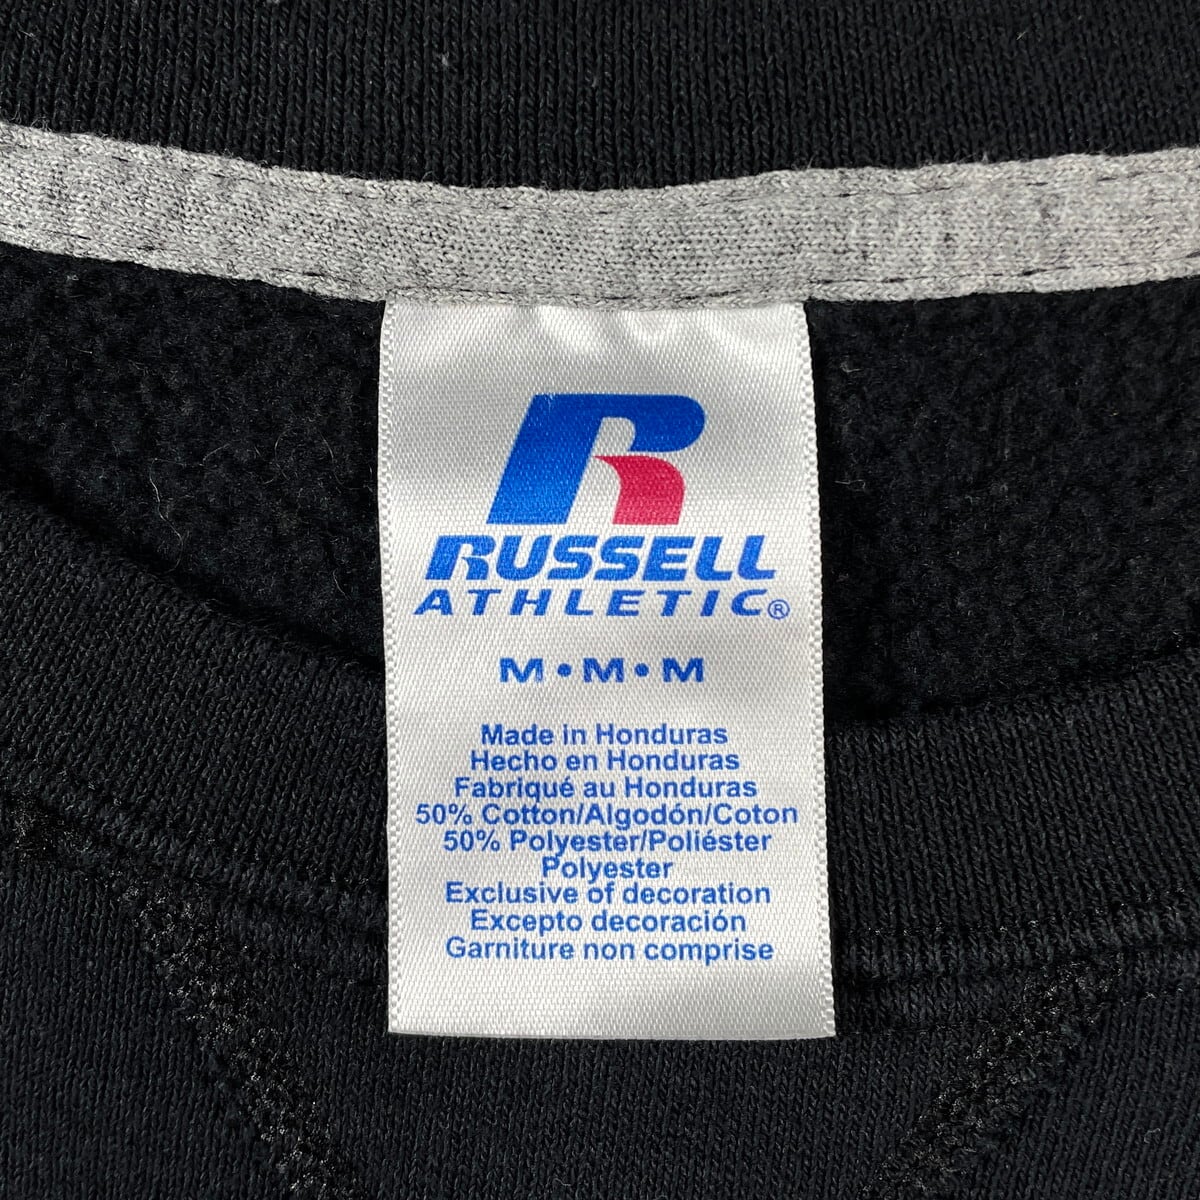 R
RUSSELL
ATHLETIC®
M•M•M
Made in Honduras
Hecho en Honduras
Fabriqué au Honduras
50% Cotton/Algodón/Coton
50% Polyester/Poliéster
Polyester
Exclusive of decoration
Excepto decoración
Garniture non comprise